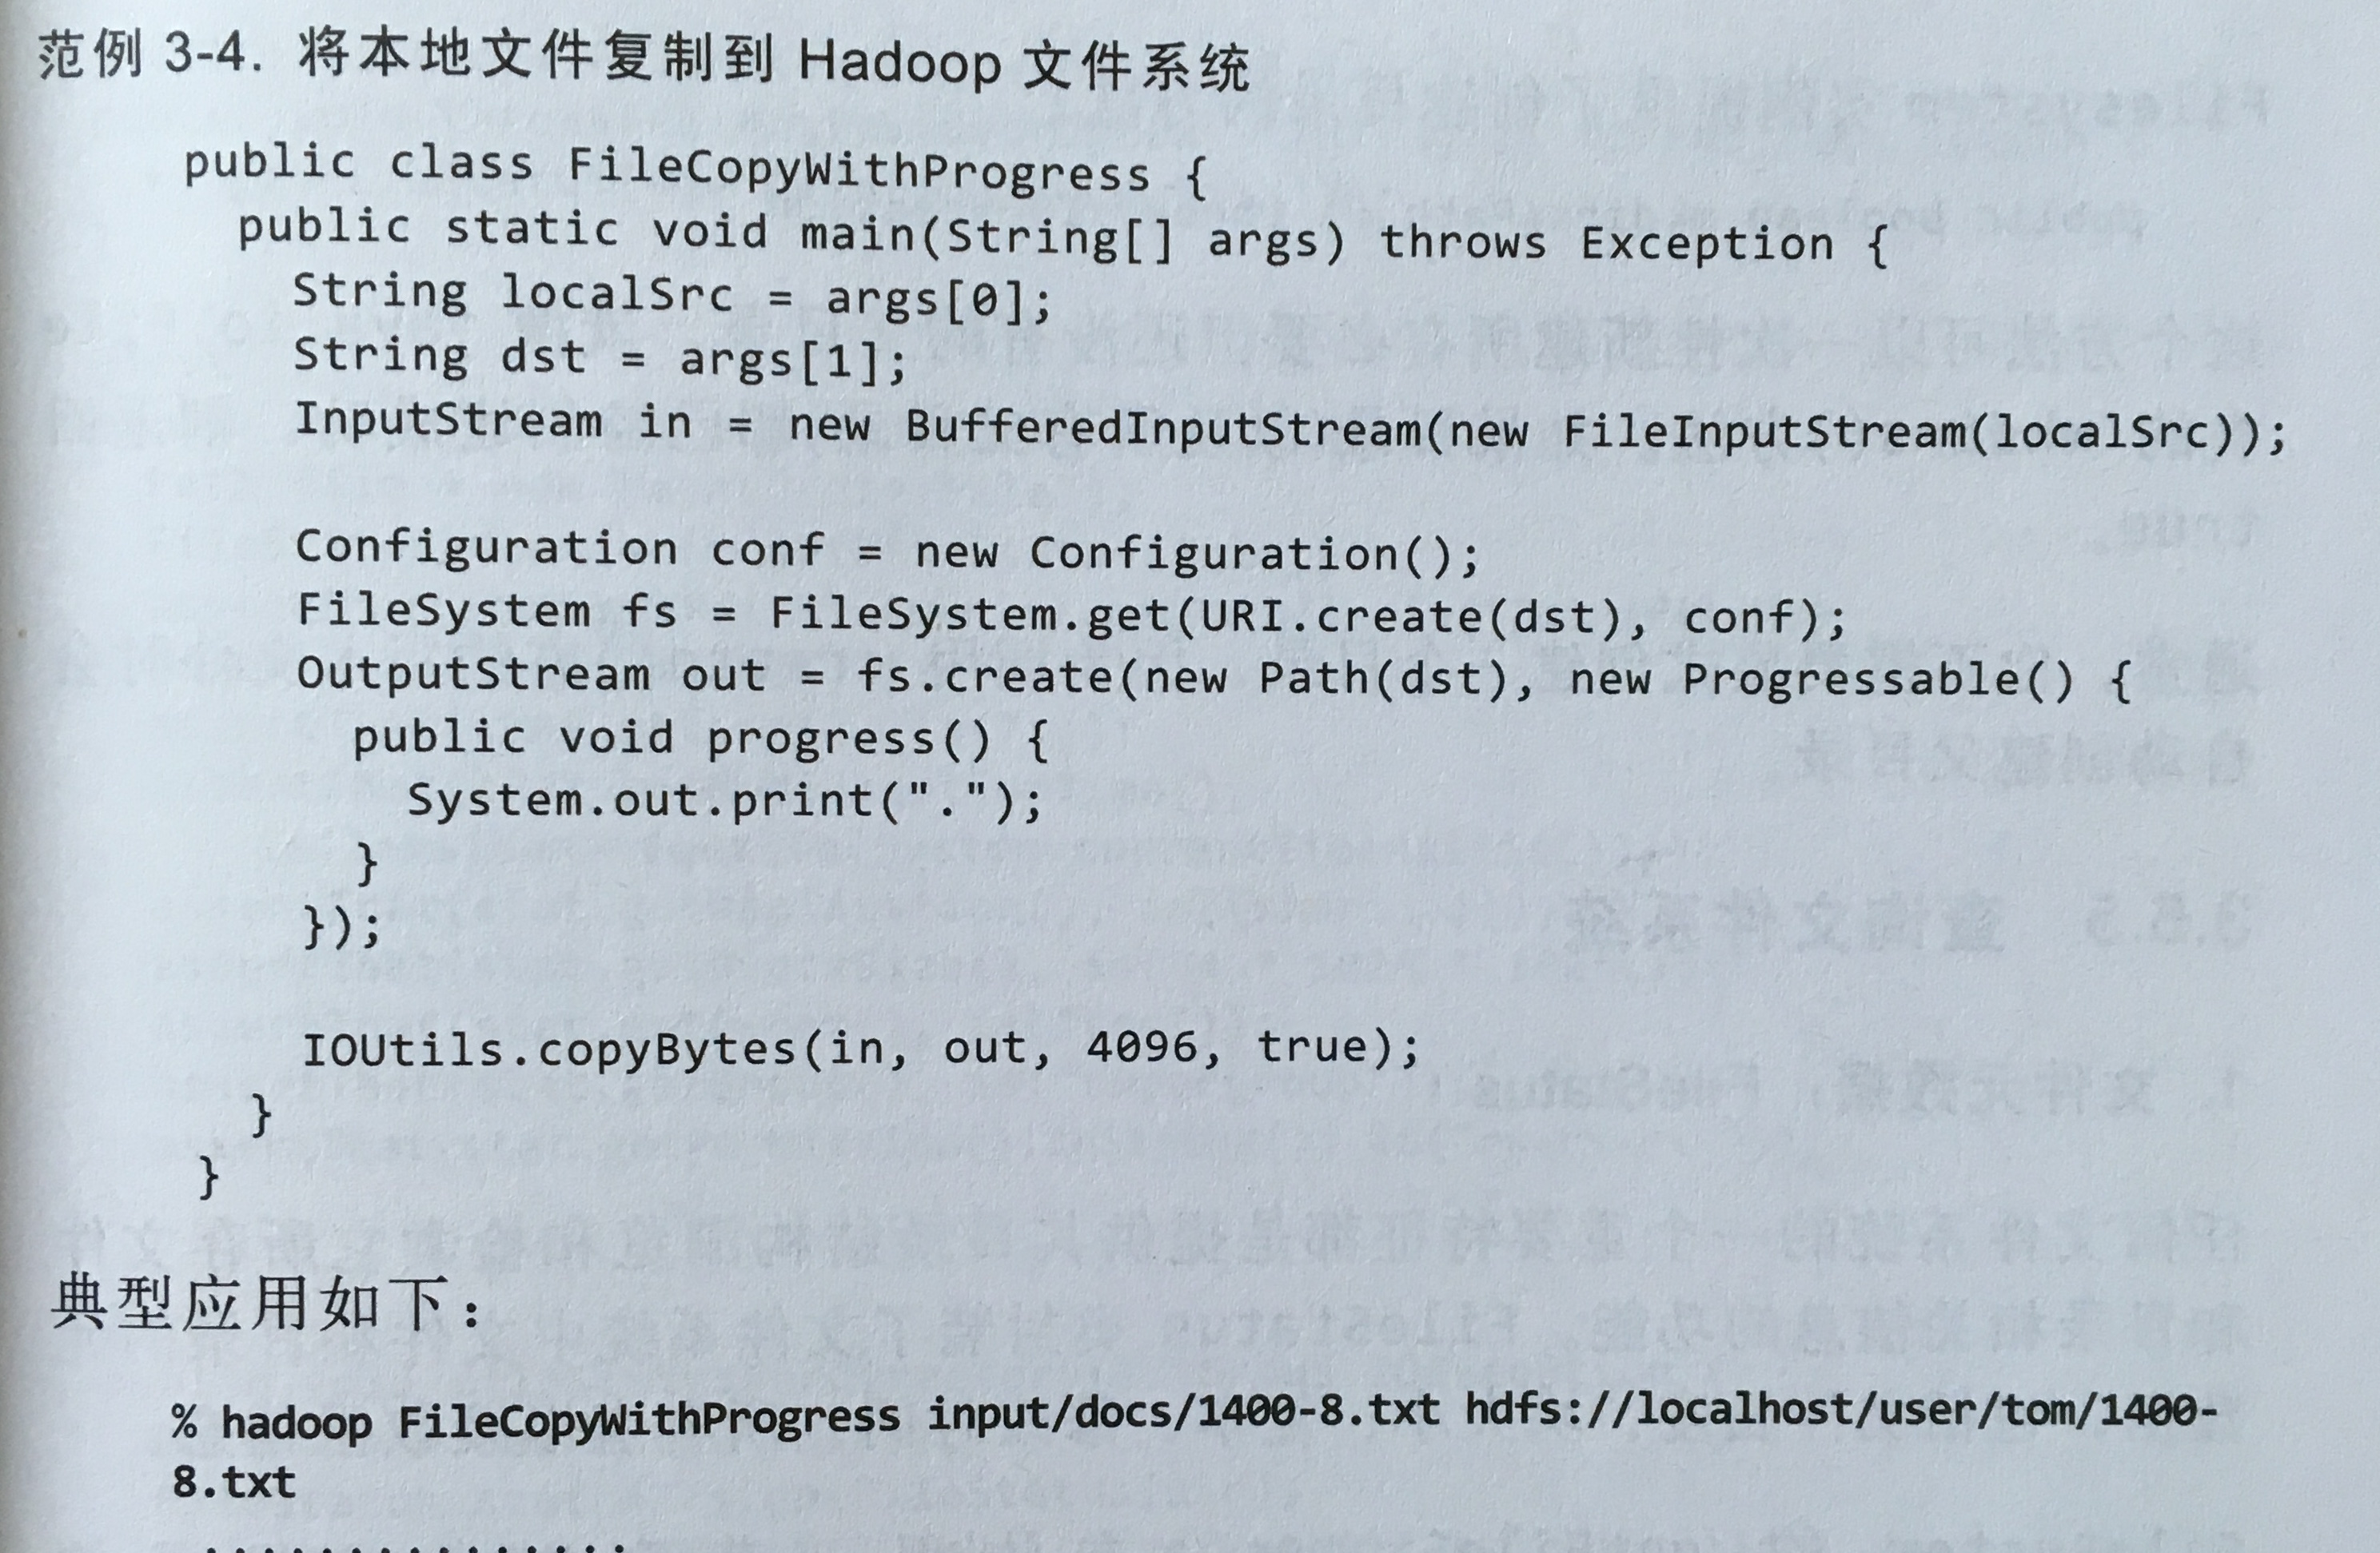 范例 3-4. 将本地文件复制到 Hadoop 文件系统
public class FileCopyWithProgress {
  public static void main(String[] args) throws Exception {
    String localSrc = args[0];
    String dst = args[1];
    InputStream in = new BufferedInputStream(new FileInputStream(localSrc));

    Configuration conf = new Configuration();
    FileSystem fs = FileSystem.get(URI.create(dst), conf);
    OutputStream out = fs.create(new Path(dst), new Progressable() {
      public void progress() {
        System.out.print(".");
      }
    });

    IOUtils.copyBytes(in, out, 4096, true);
  }
}
典型应用如下：
% hadoop FileCopyWithProgress input/docs/1400-8.txt hdfs://localhost/user/tom/1400-
8.txt
...............